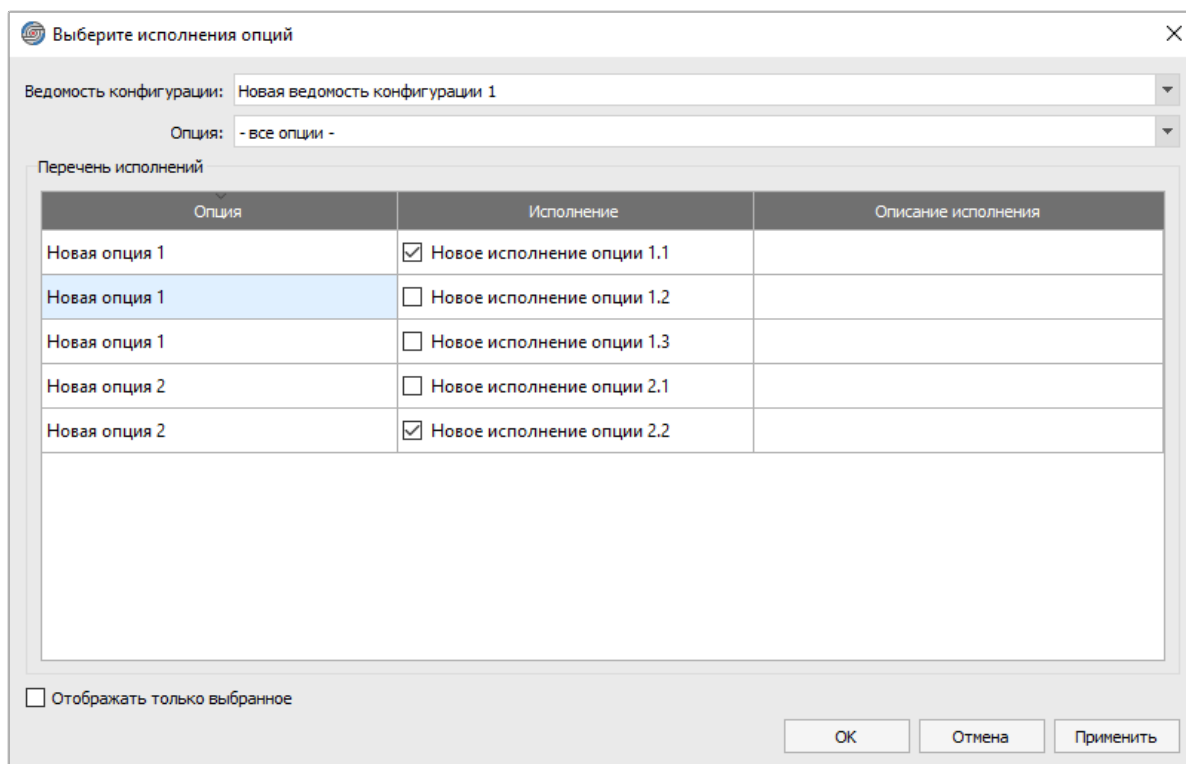 Выберите исполнения опций
Ведомость конфигурации: Новая ведомость конфигурации 1
Опция: - все опции -
Перечень исполнений
Опция Исполнение Описание исполнения
Новая опция 1 Новое исполнение опции 1.1
Новая опция 1 Новое исполнение опции 1.2
Новая опция 1 Новое исполнение опции 1.3
Новая опция 2 Новое исполнение опции 2.1
Новая опция 2 Новое исполнение опции 2.2
Отображать только выбранное
ОК Отмена Применить